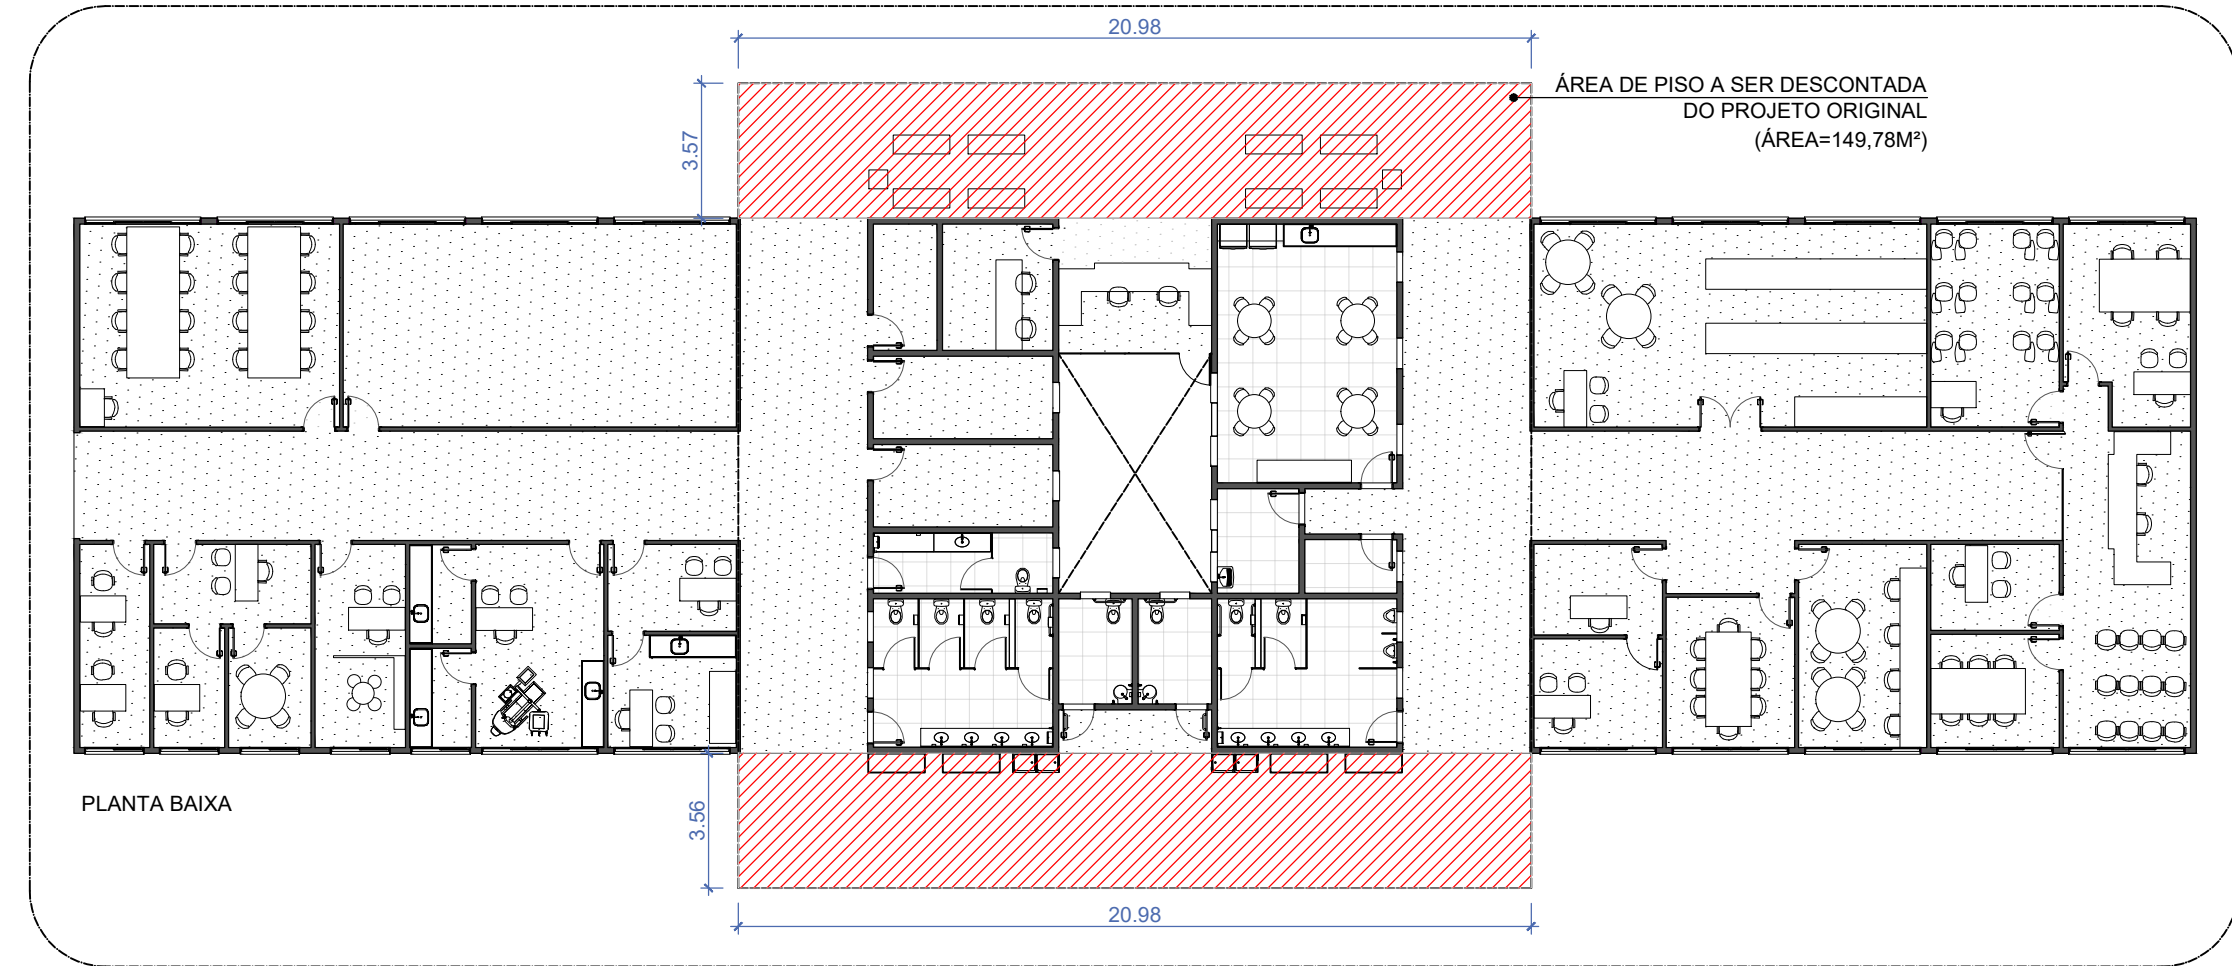 20.98
ÁREA DE PISO A SER DESCONTADA
DO PROJETO ORIGINAL
(ÁREA=149,78M²)
3.57
PLANTA BAIXA
3.56
20.98